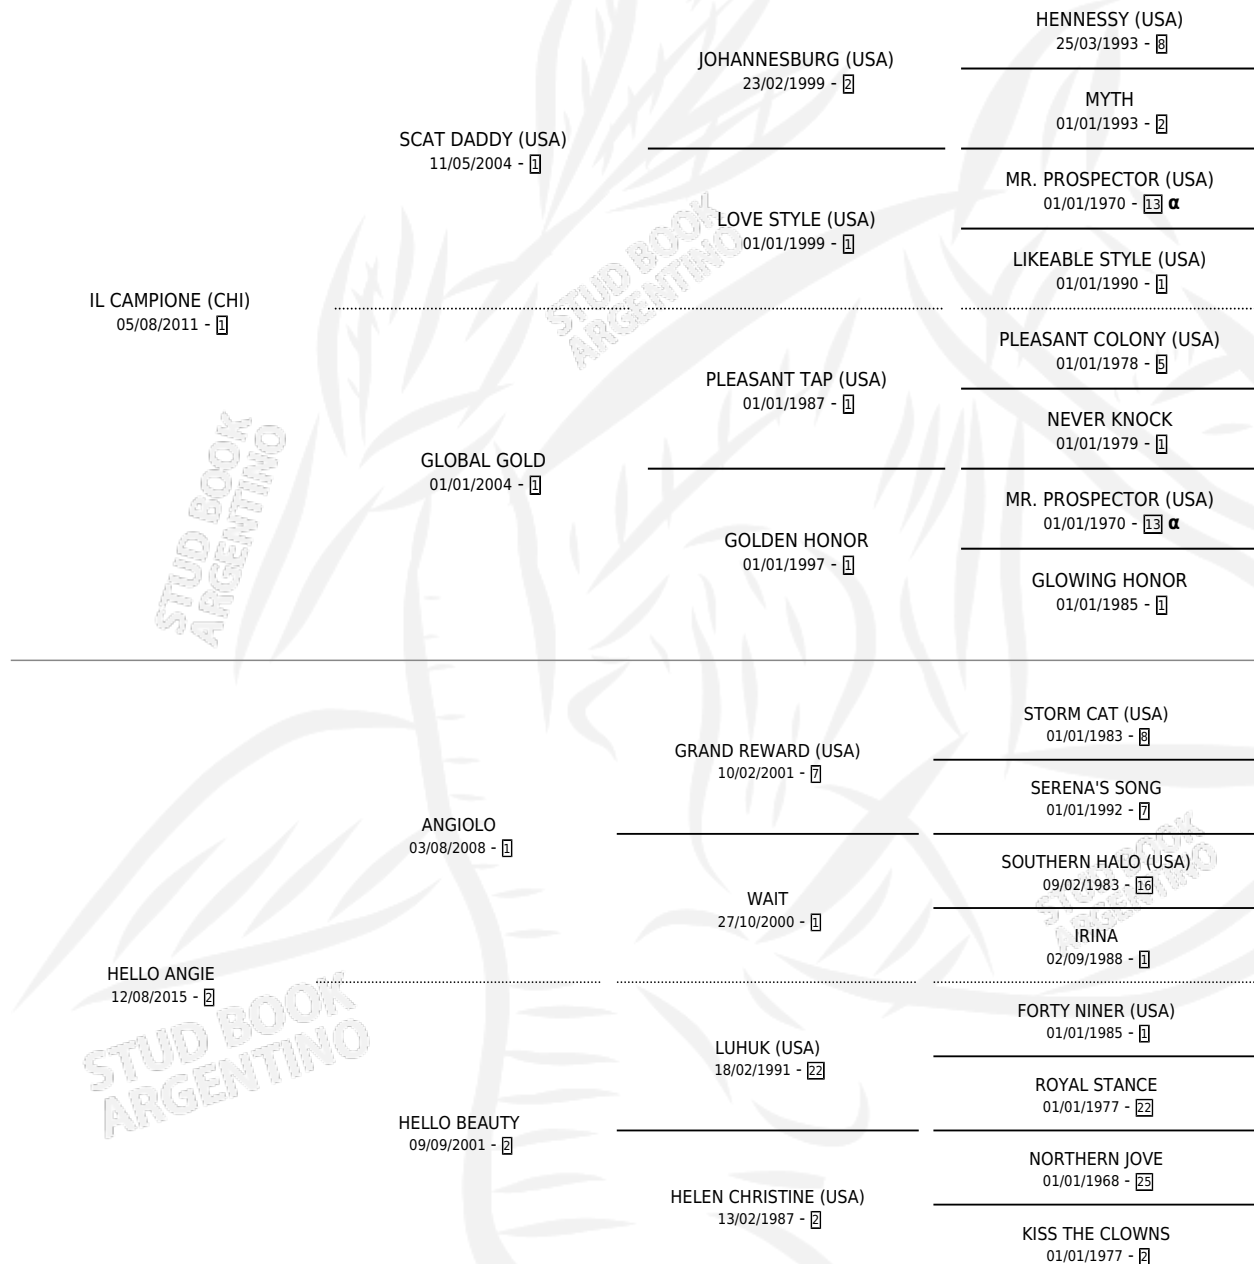 HENNESSY (USA)
25/03/1993 - 8
JOHANNESBURG (USA)
23/02/1999 - 2
MYTH
01/01/1993 - 2
SCAT DADDY (USA)
11/05/2004 - 1
MR. PROSPECTOR (USA)
01/01/1970 - 13 α
LOVE STYLE (USA)
01/01/1999 - 1
LIKEABLE STYLE (USA)
01/01/1990 - 1
IL CAMPIONE (CHI)
05/08/2011 - 1
PLEASANT COLONY (USA)
01/01/1978 - 5
PLEASANT TAP (USA)
01/01/1987 - 1
NEVER KNOCK
01/01/1979 - 1
GLOBAL GOLD
01/01/2004 - 1
MR. PROSPECTOR (USA)
01/01/1970 - 13 α
GOLDEN HONOR
01/01/1997 - 1
GLOWING HONOR
01/01/1985 - 1
STORM CAT (USA)
01/01/1983 - 8
GRAND REWARD (USA)
10/02/2001 - 7
SERENA'S SONG
01/01/1992 - 7
ANGIOLO
03/08/2008 - 1
SOUTHERN HALO (USA)
09/02/1983 - 16
WAIT
27/10/2000 - 1
IRINA
02/09/1988 - 1
HELLO ANGIE
12/08/2015 - 2
FORTY NINER (USA)
01/01/1985 - 1
LUHUK (USA)
18/02/1991 - 22
ROYAL STANCE
01/01/1977 - 22
HELLO BEAUTY
09/09/2001 - 2
NORTHERN JOVE
01/01/1968 - 25
HELEN CHRISTINE (USA)
13/02/1987 - 2
KISS THE CLOWNS
01/01/1977 - 2
STUD BOOK
ARGENTINO
STUD BOOK
ARGENTINO
STUD BOOK
ARGENTINO
STUD BOOK
ARGENTINO